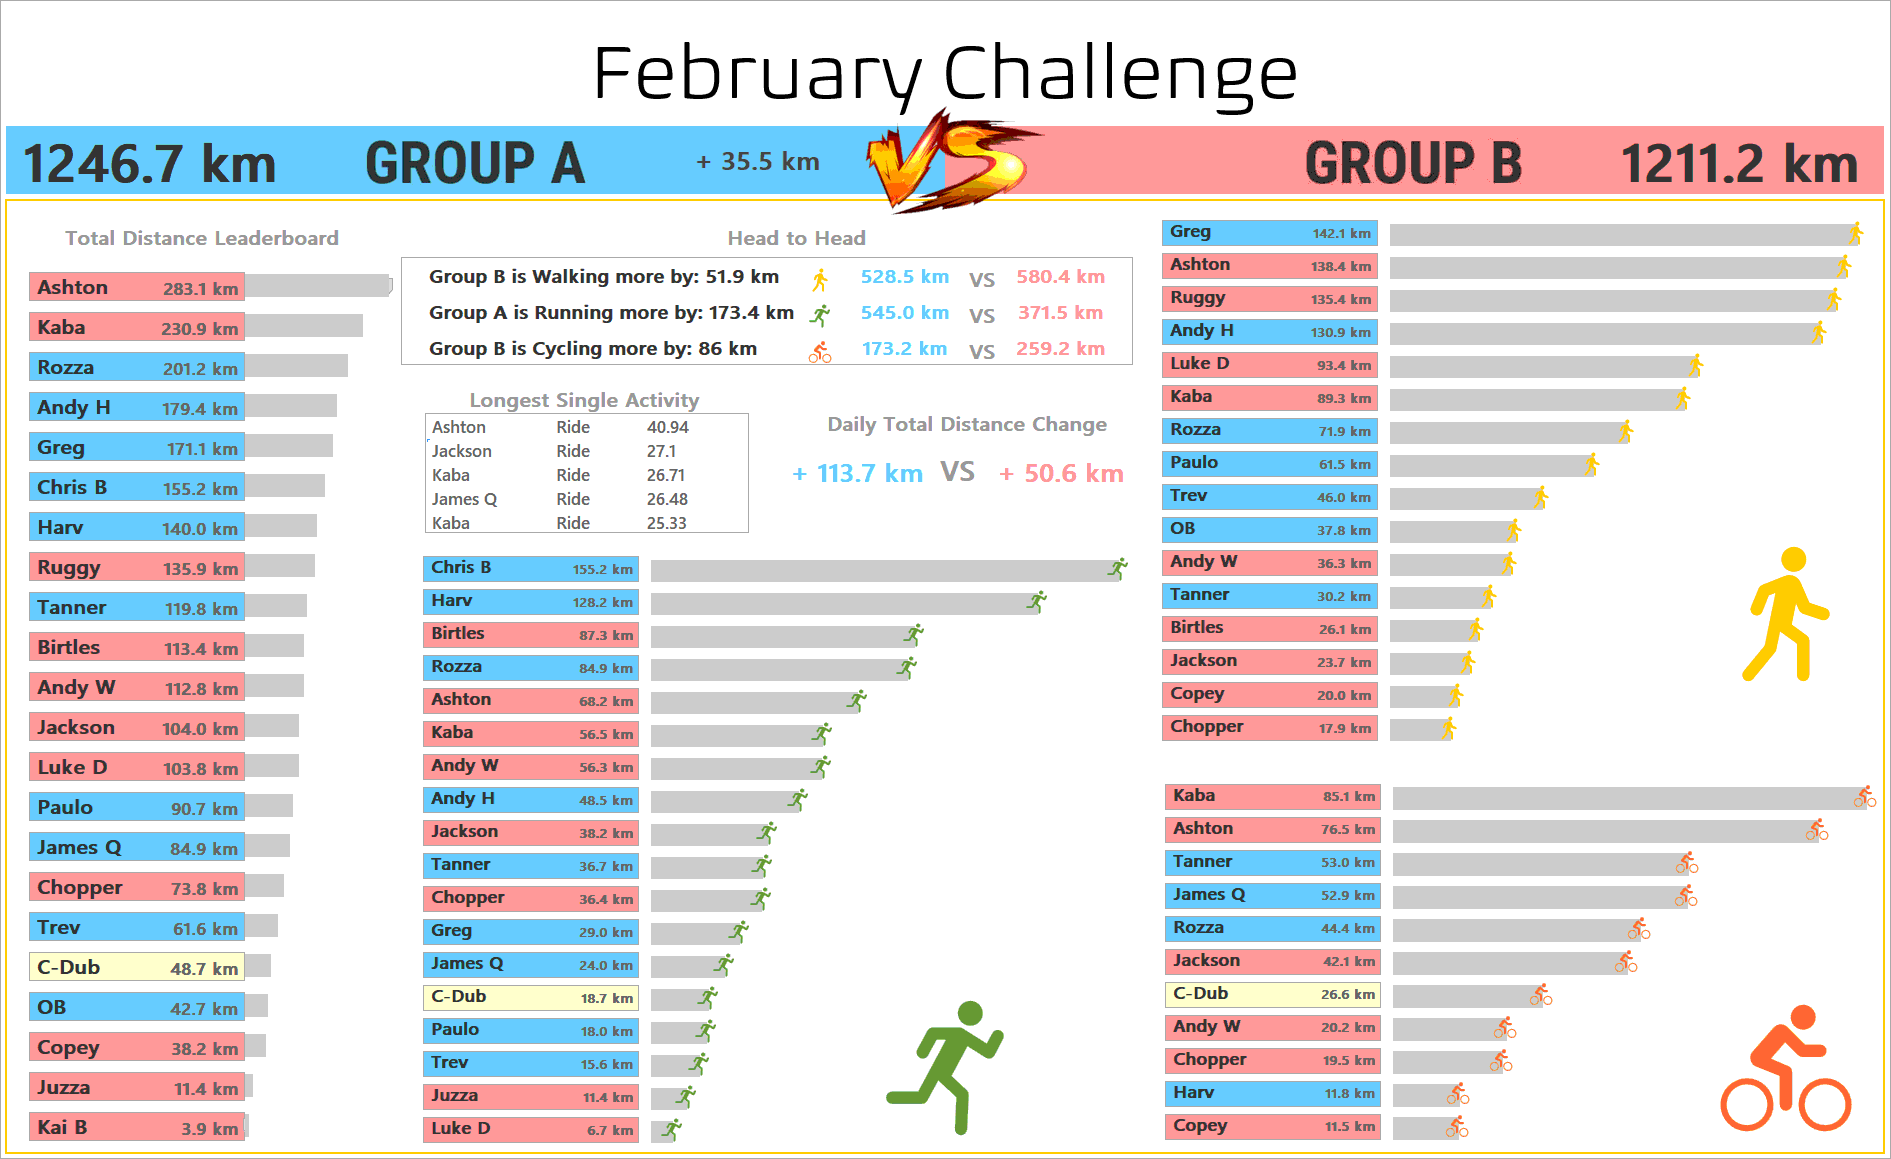 February Challenge
1246.7 km GROUP A + 35.5 km VS GROUP B 1211.2 km
Total Distance Leaderboard
Ashton 283.1 km
Kaba 230.9 km
Rozza 201.2 km
Andy H 179.4 km
Greg 171.1 km
Chris B 155.2 km
Harv 140.0 km
Ruggy 135.9 km
Tanner 119.8 km
Birtles 113.4 km
Andy W 112.8 km
Jackson 104.0 km
Luke D 103.8 km
Paulo 90.7 km
James Q 84.9 km
Chopper 73.8 km
Trev 61.6 km
C-Dub 48.7 km
OB 42.7 km
Copey 38.2 km
Juzza 11.4 km
Kai B 3.9 km
Head to Head
Group B is Walking more by: 51.9 km 528.5 km VS 580.4 km
Group A is Running more by: 173.4 km 545.0 km VS 371.5 km
Group B is Cycling more by: 86 km 173.2 km VS 259.2 km
Longest Single Activity
Ashton Ride 40.94
Jackson Ride 27.1
Kaba Ride 26.71
James Q Ride 26.48
Kaba Ride 25.33
Daily Total Distance Change
+ 113.7 km VS + 50.6 km
Chris B 155.2 km
Harv 128.2 km
Birtles 87.3 km
Rozza 84.9 km
Ashton 68.2 km
Kaba 56.5 km
Andy W 56.3 km
Andy H 48.5 km
Jackson 38.2 km
Tanner 36.7 km
Chopper 36.4 km
Greg 29.0 km
James Q 24.0 km
C-Dub 18.7 km
Paulo 18.0 km
Trev 15.6 km
Juzza 11.4 km
Luke D 6.7 km
Greg 142.1 km
Ashton 138.4 km
Ruggy 135.4 km
Andy H 130.9 km
Luke D 93.4 km
Kaba 89.3 km
Rozza 71.9 km
Paulo 61.5 km
Trev 46.0 km
OB 37.8 km
Andy W 36.3 km
Tanner 30.2 km
Birtles 26.1 km
Jackson 23.7 km
Copey 20.0 km
Chopper 17.9 km
Kaba 85.1 km
Ashton 76.5 km
Tanner 53.0 km
James Q 52.9 km
Rozza 44.4 km
Jackson 42.1 km
C-Dub 26.6 km
Andy W 20.2 km
Chopper 19.5 km
Harv 11.8 km
Copey 11.5 km